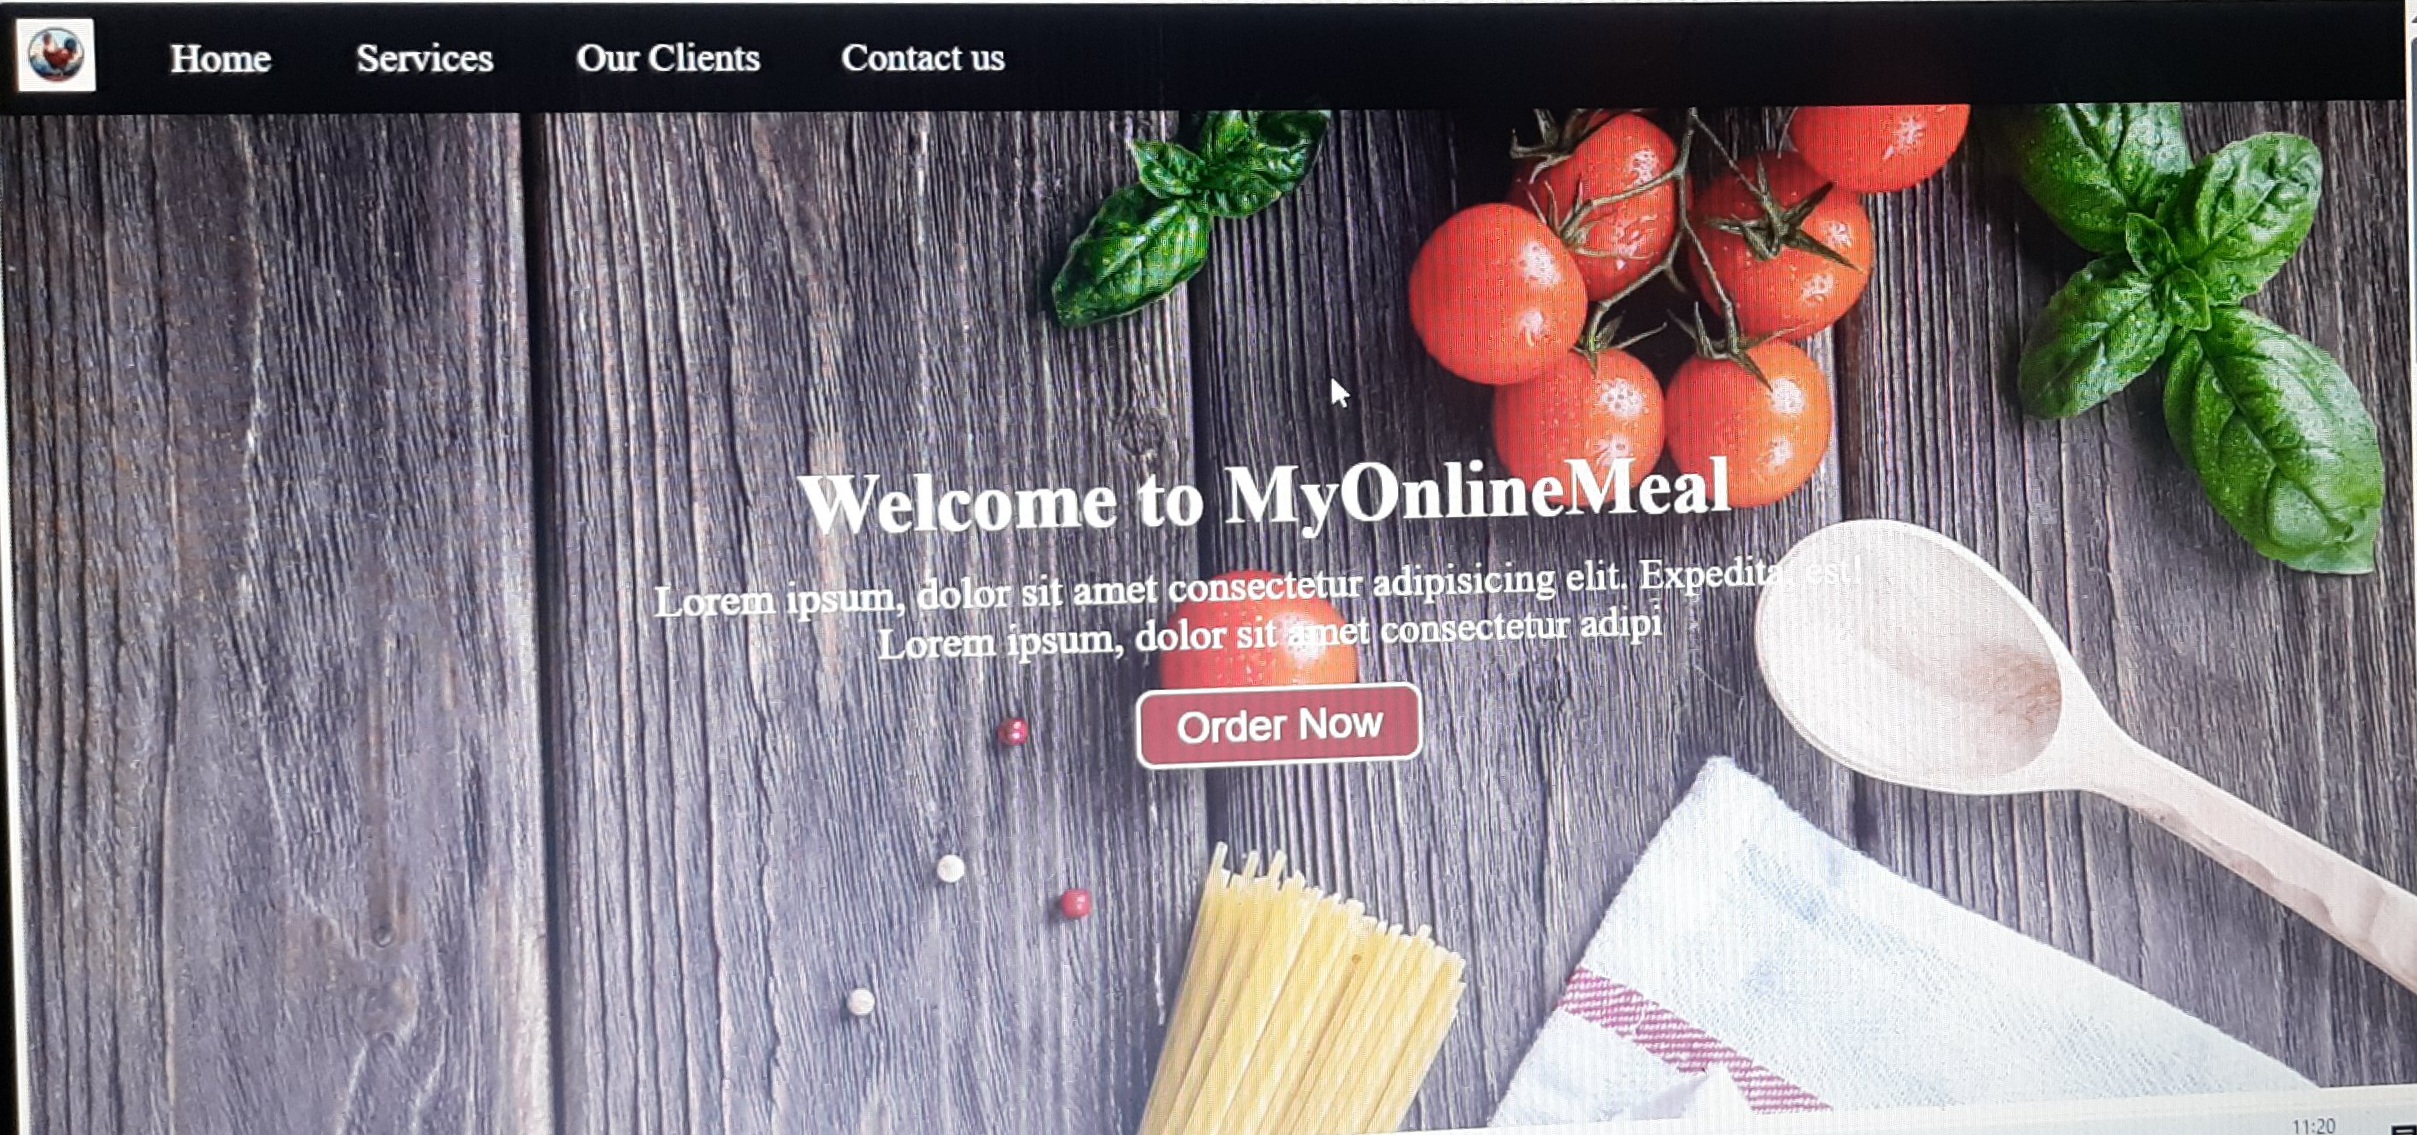 Home Services Our Clients Contact us
Welcome to MyOnlineMeal
Lorem ipsum, dolor sit amet consectetur adipisicing elit. Expedita, est!
Lorem ipsum, dolor sit amet consectetur adipi
Order Now
11:20